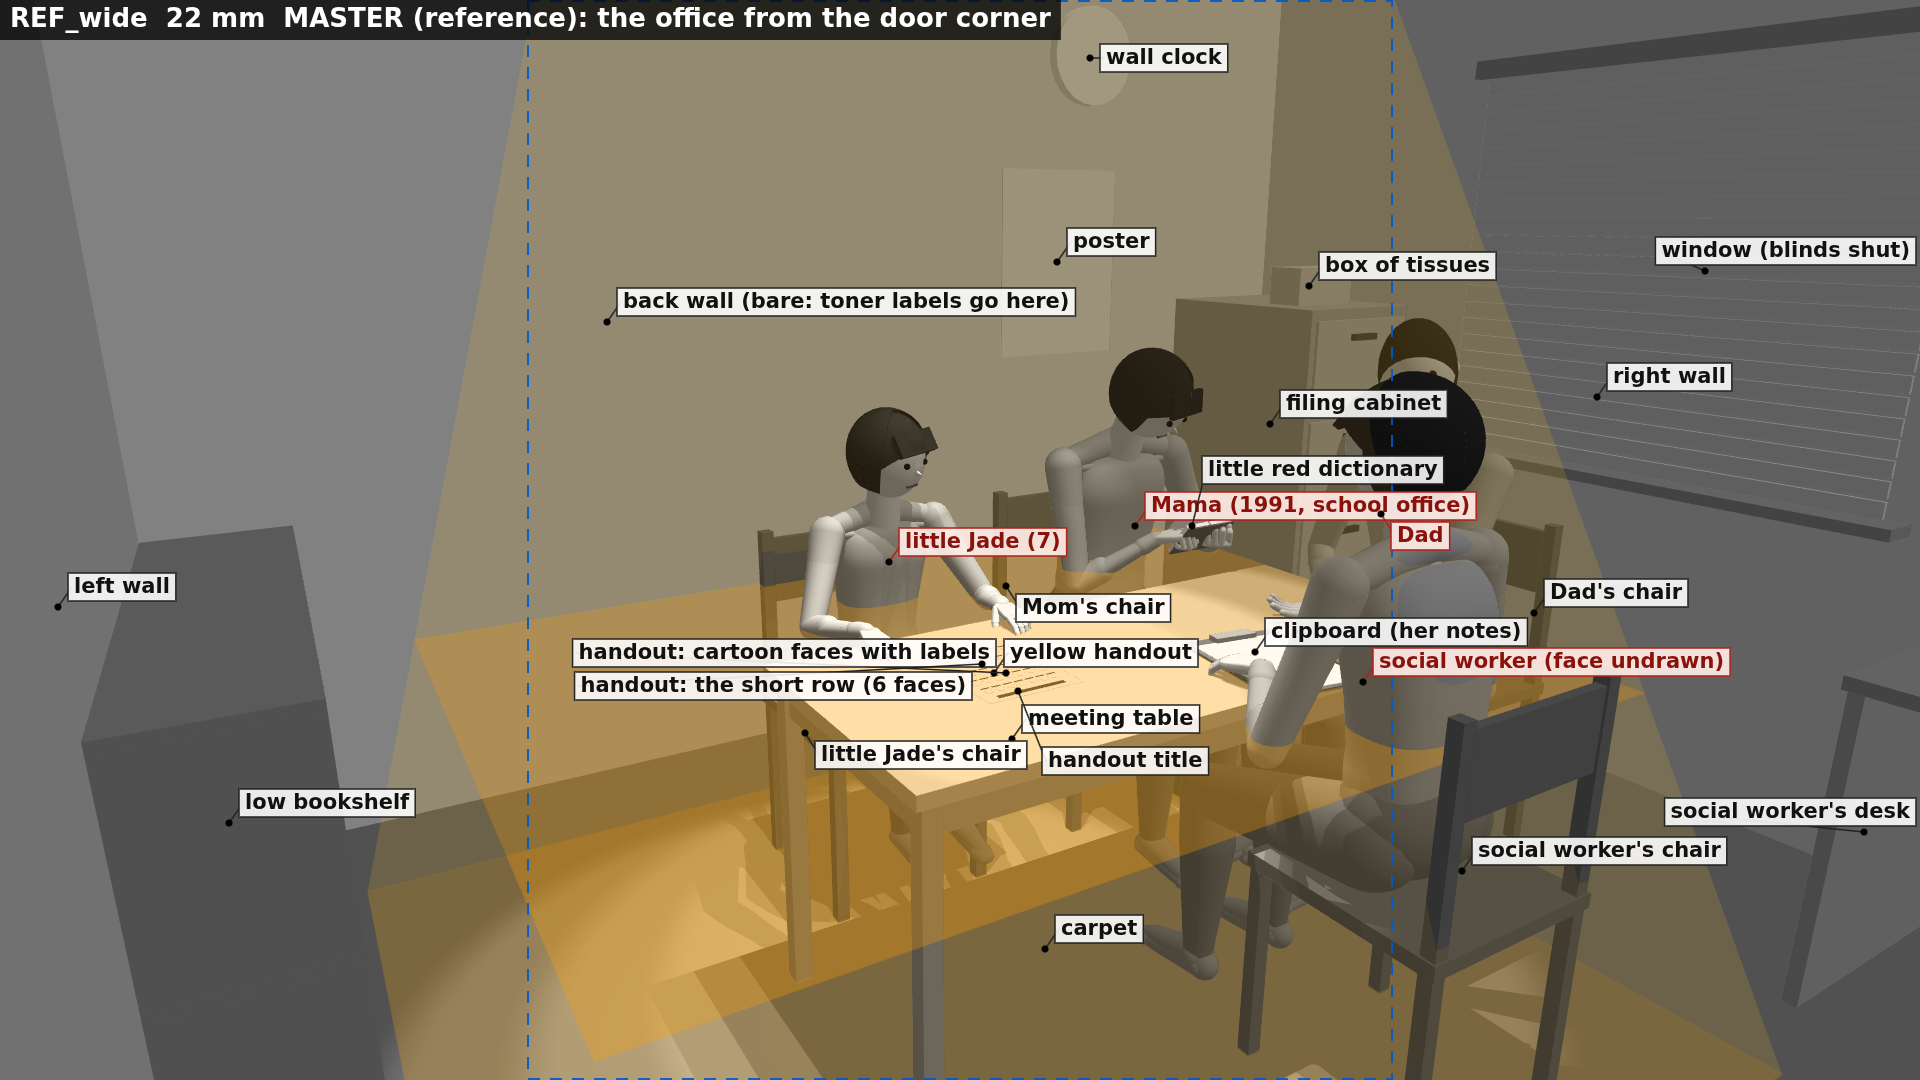 REF_wide  22 mm  MASTER (reference): the office from the door corner
wall clock
poster
window (blinds shut)
box of tissues
back wall (bare: toner labels go here)
right wall
filing cabinet
little red dictionary
Mama (1991, school office)
Dad
little Jade (7)
left wall
Dad's chair
Mom's chair
clipboard (her notes)
handout: cartoon faces with labels
yellow handout
social worker (face undrawn)
handout: the short row (6 faces)
meeting table
little Jade's chair
handout title
low bookshelf
social worker's desk
social worker's chair
carpet